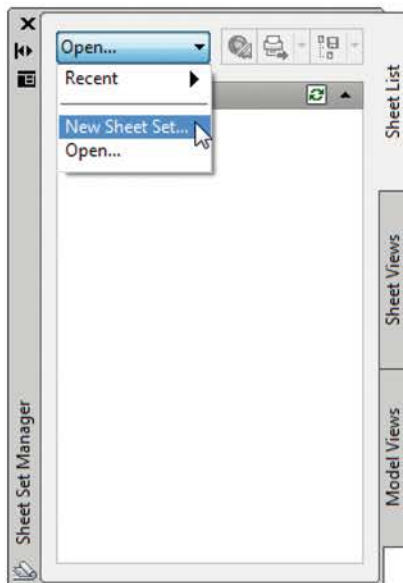 Open...
Recent
New Sheet Set...
Open...
Sheet List
Sheet Views
Model Views
Sheet Set Manager